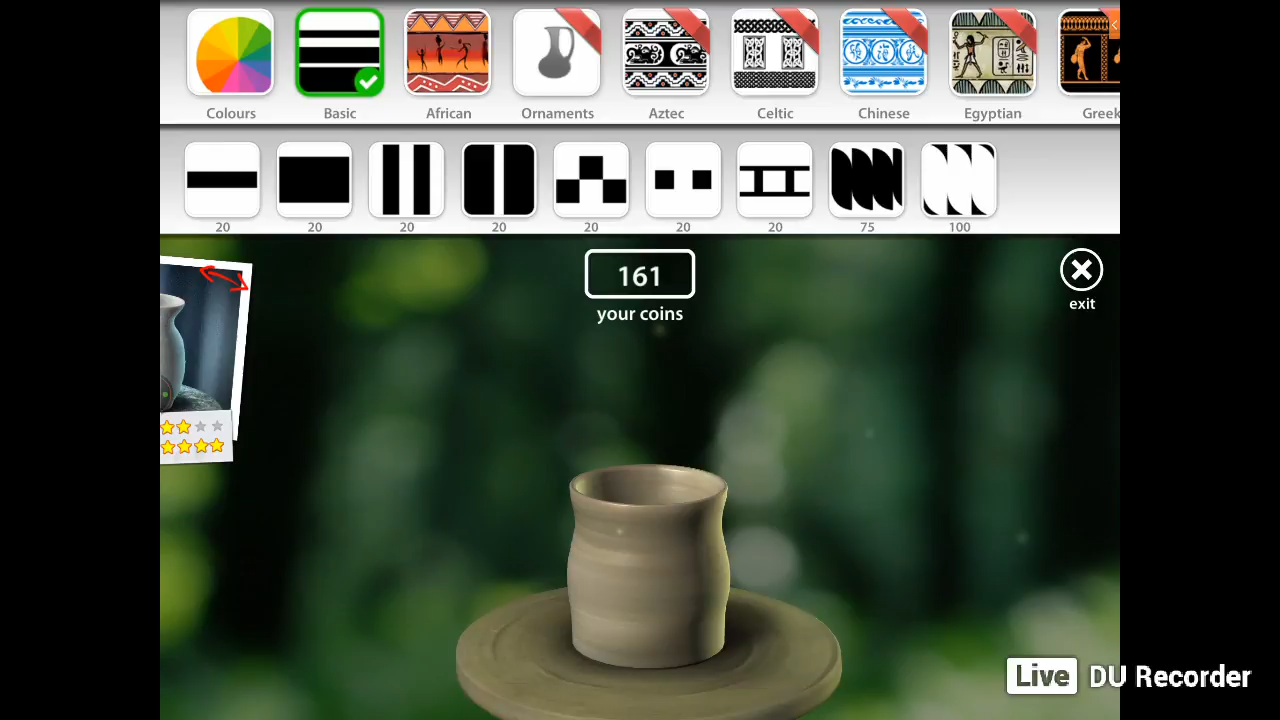 Colours Basic African Ornaments Aztec Celtic Chinese Egyptian Greek
20 20 20 20 20 20 20 75 100
161
your coins
exit
Live DU Recorder